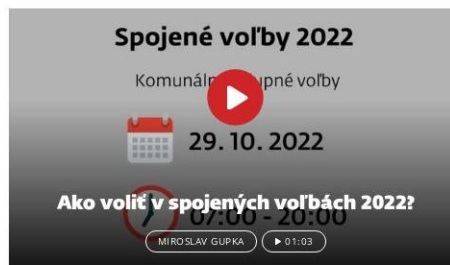 Spojené voľby 2022
Komunáln upné voľby
29. 10. 2022
Ako voliť v spojených voľbách 2022?
07:00 - 20:00
MIROSLAV GUPKA
01:03